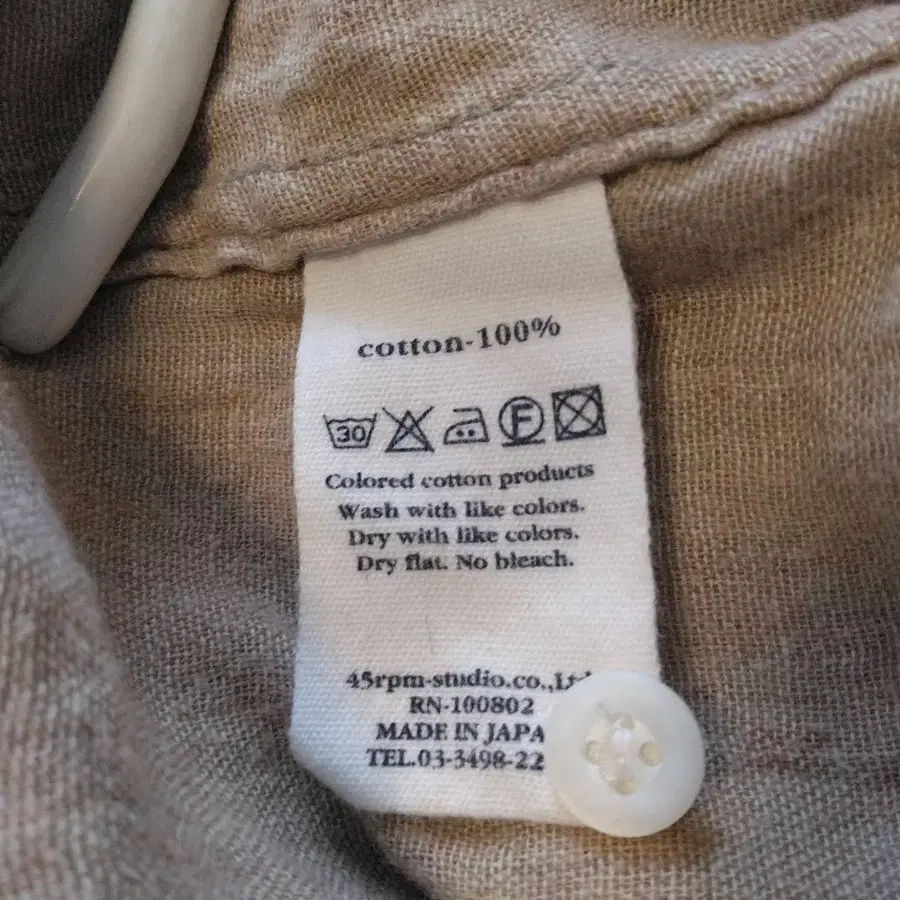 cotton-100%
30
F
Colored cotton products
Wash with like colors.
Dry with like colors.
Dry flat. No bleach.
45rpm-studio.co.,Lt
RN-100802
MADE IN JAPA
TEL.03-3498-22